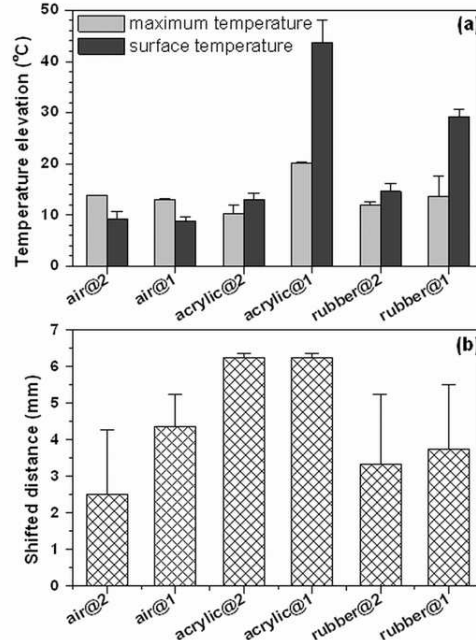 (a)
maximum temperature
surface temperature
Temperature elevation (°C)
50
40
30
20
10
0
air@2
air@1
acrylic@2
acrylic@1
rubber@2
rubber@1
(b)
Shifted distance (mm)
7
6
5
4
3
2
1
0
air@2
air@1
acrylic@2
acrylic@1
rubber@2
rubber@1